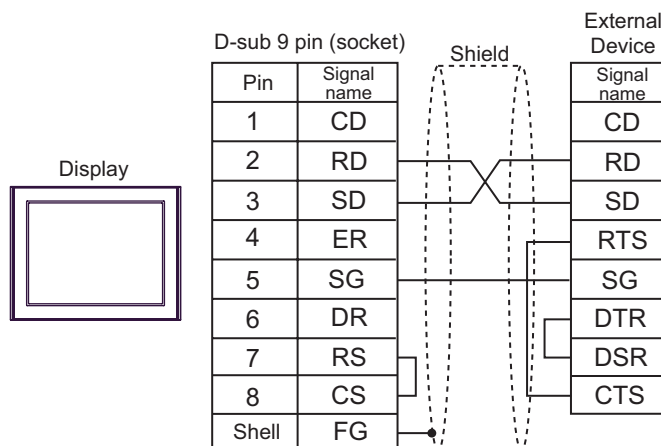 External
Device
D-sub 9 pin (socket)
Shield
Pin
Signal
name
Signal
name
1 CD
CD
2 RD
RD
Display
3 SD
SD
4 ER
RTS
5 SG
SG
6 DR
DTR
7 RS
DSR
8 CS
CTS
Shell FG